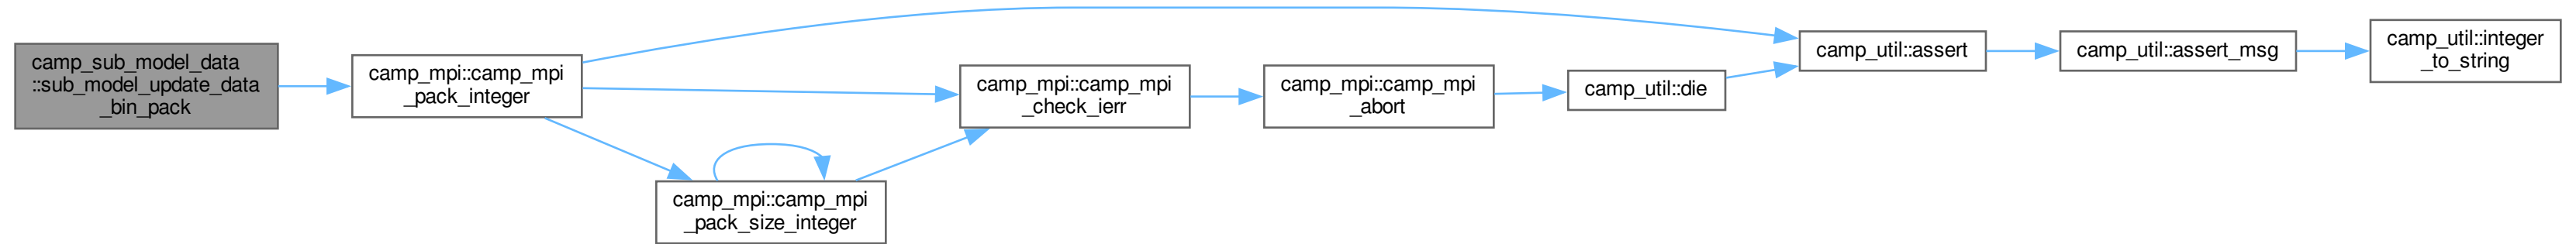 camp_sub_model_data
::sub_model_update_data
_bin_pack
camp_mpi::camp_mpi
_pack_integer
camp_mpi::camp_mpi
_pack_size_integer
camp_mpi::camp_mpi
_check_ierr
camp_mpi::camp_mpi
_abort
camp_util::die
camp_util::assert
camp_util::assert_msg
camp_util::integer
_to_string